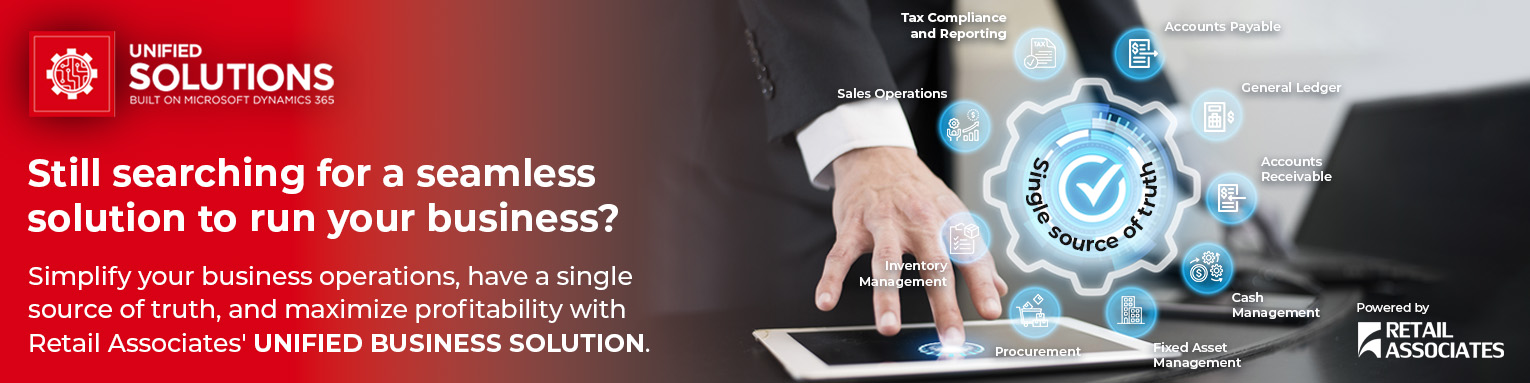 UNIFIED
SOLUTIONS
BUILT ON MICROSOFT DYNAMICS 365
Still searching for a seamless
solution to run your business?
Simplify your business operations, have a single
source of truth, and maximize profitability with
Retail Associates' UNIFIED BUSINESS SOLUTION.
Tax Compliance
and Reporting
TAX
Accounts Payable
Sales Operations
General Ledger
Accounts
Receivable
Single source of truth
Inventory
Management
Cash
Management
Procurement
Fixed Asset
Management
Powered by
RETAIL
ASSOCIATES